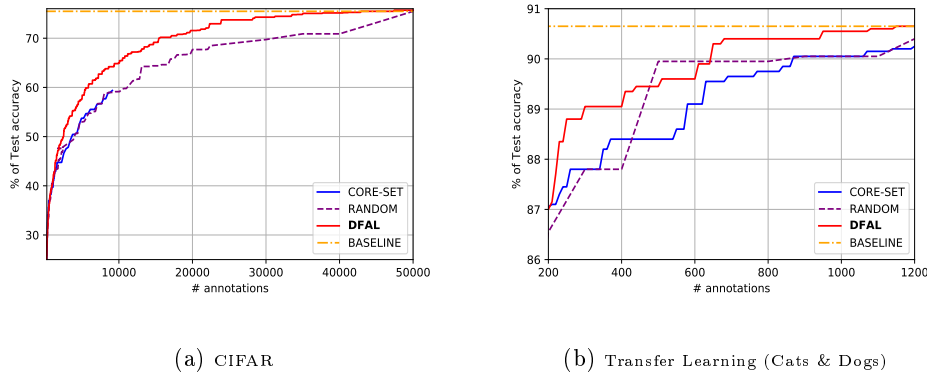 70
60
50
40
30
% of Test accuracy
CORE-SET
RANDOM
DFAL
BASELINE
10000 20000 30000 40000 50000
# annotations
(a) CIFAR
91
90
89
88
87
86
% of Test accuracy
CORE-SET
RANDOM
DFAL
BASELINE
200 400 600 800 1000 1200
# annotations
(b) Transfer Learning (Cats & Dogs)